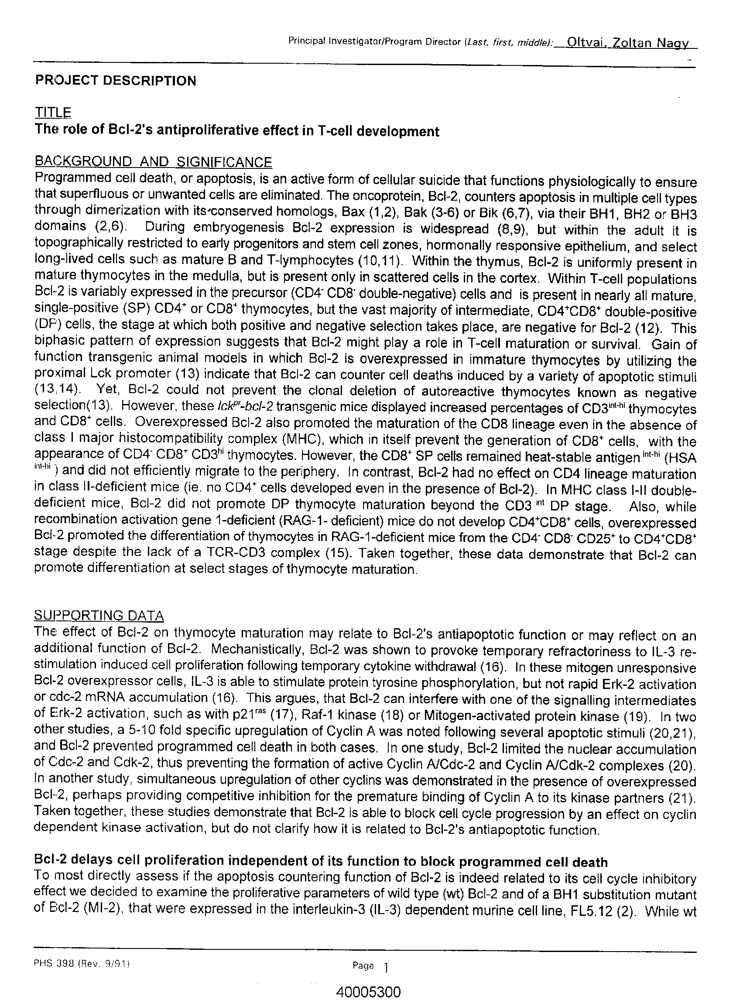 Principal Investigator/Program Director (Last, first, middle): Oltvai, Zoltan Nagy
PROJECT DESCRIPTION
TITLE
The role of Bcl-2's antiproliferative effect in T-cell development
BACKGROUND AND SIGNIFICANCE
Programmed cell death, or apoptosis, is an active form of cellular suicide that functions physiologically to ensure
that superfluous or unwanted cells are eliminated. The oncoprotein, Bcl-2, counters apoptosis in multiple cell types
through dimerization with its conserved homologs, Bax (1,2), Bak (3-6) or Bik (6,7), via their BH1, BH2 or BH3
domains (2,6). During embryogenesis Bcl-2 expression is widespread (8,9), but within the adult it is
topographically restricted to early progenitors and stem cell zones, hormonally responsive epithelium, and select
long-lived cells such as mature B and T-lymphocytes (10,11). Within the thymus, Bcl-2 is uniformly present in
mature thymocytes in the medulla, but is present only in scattered cells in the cortex. Within T-cell populations
Bcl-2 is variably expressed in the precursor (CD4⁻ CD8⁻ double-negative) cells and is present in nearly all mature,
single-positive (SP) CD4⁺ or CD8⁺ thymocytes, but the vast majority of intermediate, CD4⁺CD8⁺ double-positive
(DP) cells, the stage at which both positive and negative selection takes place, are negative for Bcl-2 (12). This
biphasic pattern of expression suggests that Bcl-2 might play a role in T-cell maturation or survival. Gain of
function transgenic animal models in which Bcl-2 is overexpressed in immature thymocytes by utilizing the
proximal Lck promoter (13) indicate that Bcl-2 can counter cell deaths induced by a variety of apoptotic stimuli
(13,14). Yet, Bcl-2 could not prevent the clonal deletion of autoreactive thymocytes known as negative
selection(13). However, these lck^pr-bcl-2 transgenic mice displayed increased percentages of CD3^int-hi thymocytes
and CD8⁺ cells. Overexpressed Bcl-2 also promoted the maturation of the CD8 lineage even in the absence of
class I major histocompatibility complex (MHC), which in itself prevent the generation of CD8⁺ cells, with the
appearance of CD4⁻ CD8⁺ CD3^hi thymocytes. However, the CD8⁺ SP cells remained heat-stable antigen^int-hi (HSA
^int-hi) and did not efficiently migrate to the periphery. In contrast, Bcl-2 had no effect on CD4 lineage maturation
in class II-deficient mice (ie. no CD4⁺ cells developed even in the presence of Bcl-2). In MHC class I-II double-
deficient mice, Bcl-2 did not promote DP thymocyte maturation beyond the CD3 ^int DP stage. Also, while
recombination activation gene 1-deficient (RAG-1- deficient) mice do not develop CD4⁺CD8⁺ cells, overexpressed
Bcl-2 promoted the differentiation of thymocytes in RAG-1-deficient mice from the CD4⁻ CD8⁻ CD25⁺ to CD4⁺CD8⁺
stage despite the lack of a TCR-CD3 complex (15). Taken together, these data demonstrate that Bcl-2 can
promote differentiation at select stages of thymocyte maturation.
SUPPORTING DATA
The effect of Bcl-2 on thymocyte maturation may relate to Bcl-2's antiapoptotic function or may reflect on an
additional function of Bcl-2. Mechanistically, Bcl-2 was shown to provoke temporary refractoriness to IL-3 re-
stimulation induced cell proliferation following temporary cytokine withdrawal (16). In these mitogen unresponsive
Bcl-2 overexpressor cells, IL-3 is able to stimulate protein tyrosine phosphorylation, but not rapid Erk-2 activation
or cdc-2 mRNA accumulation (16). This argues, that Bcl-2 can interfere with one of the signalling intermediates
of Erk-2 activation, such as with p21^ras (17), Raf-1 kinase (18) or Mitogen-activated protein kinase (19). In two
other studies, a 5-10 fold specific upregulation of Cyclin A was noted following several apoptotic stimuli (20,21),
and Bcl-2 prevented programmed cell death in both cases. In one study, Bcl-2 limited the nuclear accumulation
of Cdc-2 and Cdk-2, thus preventing the formation of active Cyclin A/Cdc-2 and Cyclin A/Cdk-2 complexes (20).
In another study, simultaneous upregulation of other cyclins was demonstrated in the presence of overexpressed
Bcl-2, perhaps providing competitive inhibition for the premature binding of Cyclin A to its kinase partners (21).
Taken together, these studies demonstrate that Bcl-2 is able to block cell cycle progression by an effect on cyclin
dependent kinase activation, but do not clarify how it is related to Bcl-2's antiapoptotic function.
Bcl-2 delays cell proliferation independent of its function to block programmed cell death
To most directly assess if the apoptosis countering function of Bcl-2 is indeed related to its cell cycle inhibitory
effect we decided to examine the proliferative parameters of wild type (wt) Bcl-2 and of a BH1 substitution mutant
of Bcl-2 (MI-2), that were expressed in the interleukin-3 (IL-3) dependent murine cell line, FL5.12 (2). While wt
PHS 398 (Rev. 9/91)
Page 1
40005300